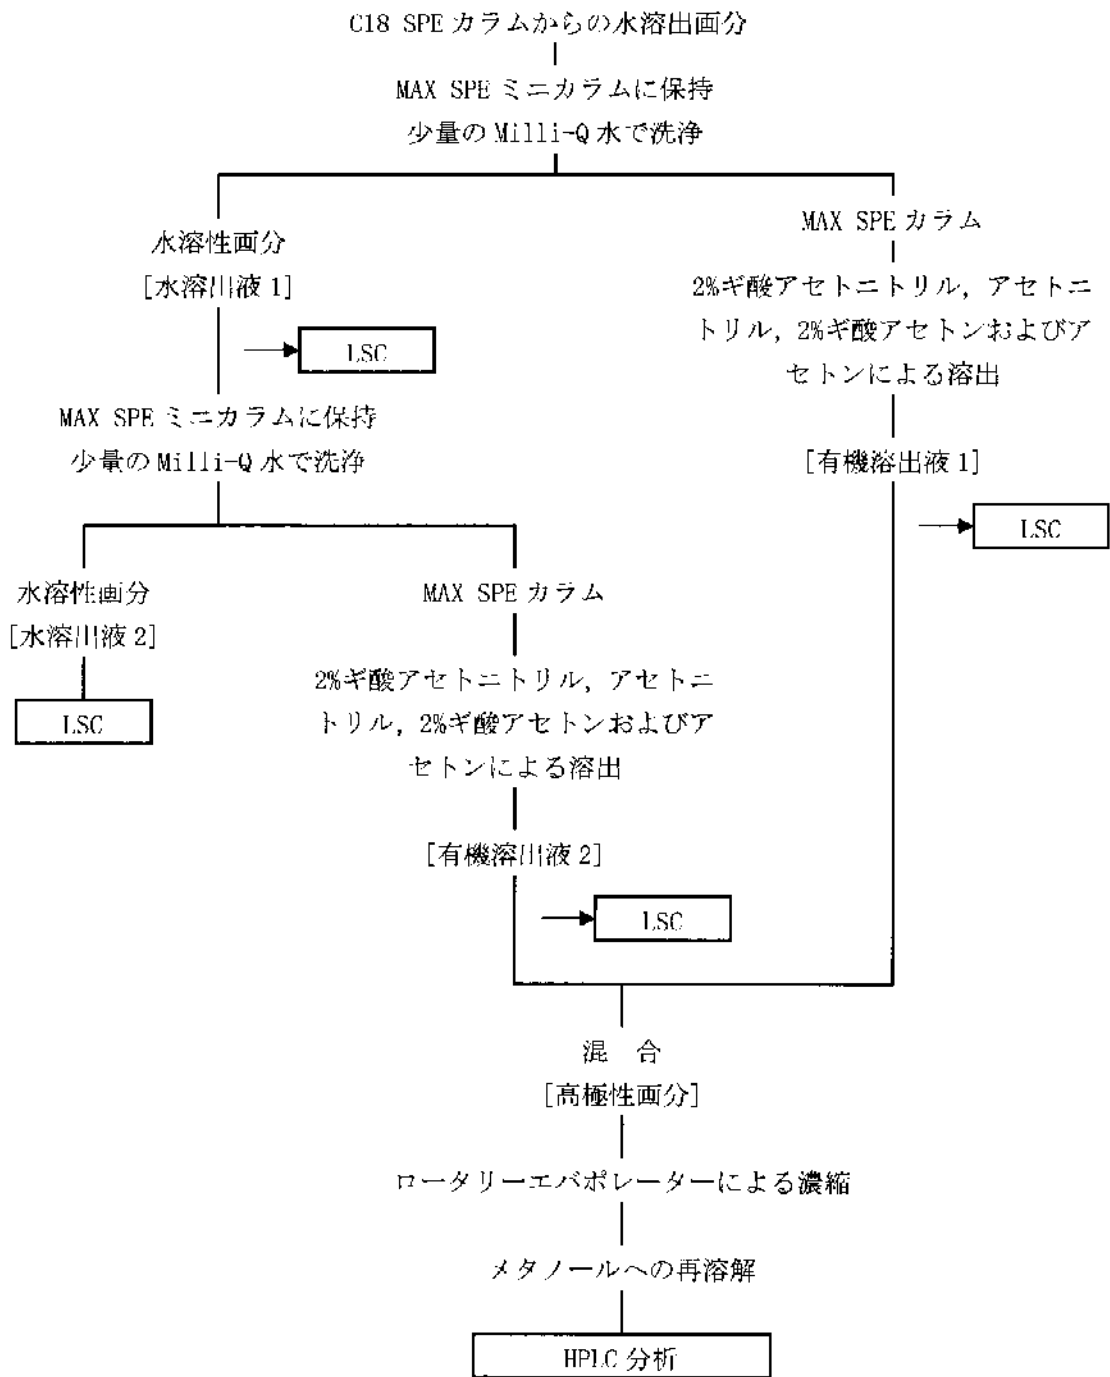 C18 SPE カラムからの水溶出画分
MAX SPE ミニカラムに保持
少量の Milli-Q 水で洗浄
水溶性画分
[水溶出液 1]
LSC
MAX SPE ミニカラムに保持
少量の Milli-Q 水で洗浄
水溶性画分
[水溶出液 2]
LSC
MAX SPE カラム
2%ギ酸アセトニトリル, アセトニ
トリル, 2%ギ酸アセトンおよびア
セトンによる溶出
[有機溶出液 2]
LSC
MAX SPE カラム
2%ギ酸アセトニトリル, アセトニ
トリル, 2%ギ酸アセトンおよびア
セトンによる溶出
[有機溶出液 1]
LSC
混 合
[高極性画分]
ロータリーエバポレーターによる濃縮
メタノールへの再溶解
HPLC 分析